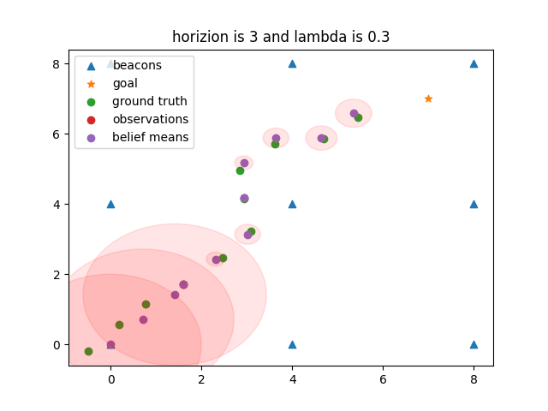 horizion is 3 and lambda is 0.3
8
6
4
2
0
beacons
goal
ground truth
observations
belief means
0
2
4
6
8